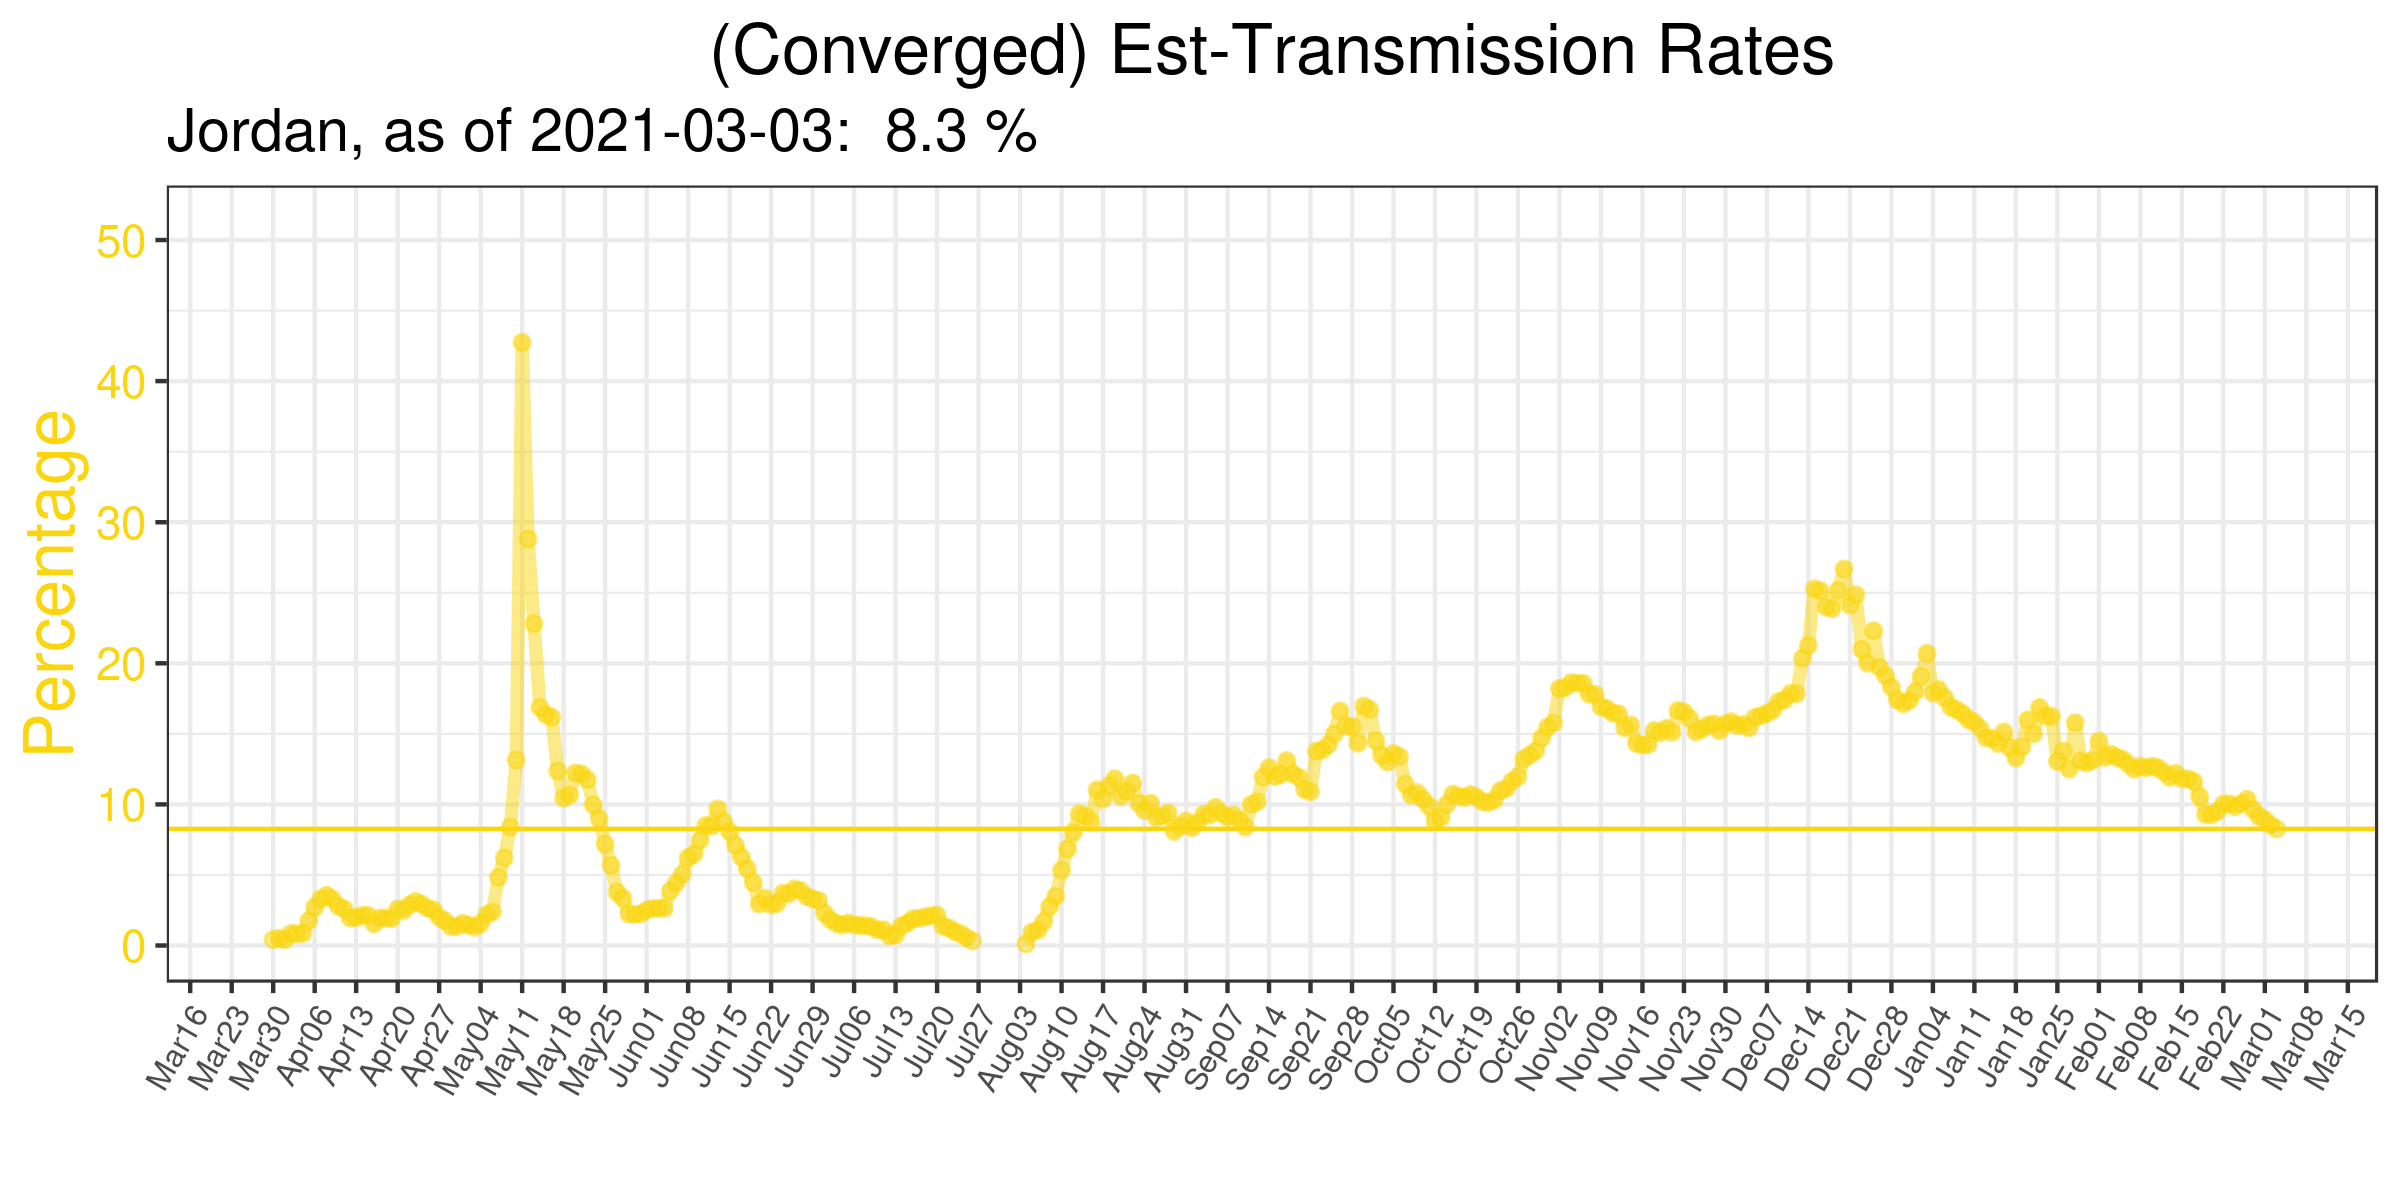 (Converged) Est-Transmission Rates
Jordan, as of 2021-03-03:  8.3 %
Percentage
50
40
30
20
10
0
Mar16
Mar23
Mar30
Apr06
Apr13
Apr20
Apr27
May04
May11
May18
May25
Jun01
Jun08
Jun15
Jun22
Jun29
Jul06
Jul13
Jul20
Jul27
Aug03
Aug10
Aug17
Aug24
Aug31
Sep07
Sep14
Sep21
Sep28
Oct05
Oct12
Oct19
Oct26
Nov02
Nov09
Nov16
Nov23
Nov30
Dec07
Dec14
Dec21
Dec28
Jan04
Jan11
Jan18
Jan25
Feb01
Feb08
Feb15
Feb22
Mar01
Mar08
Mar15